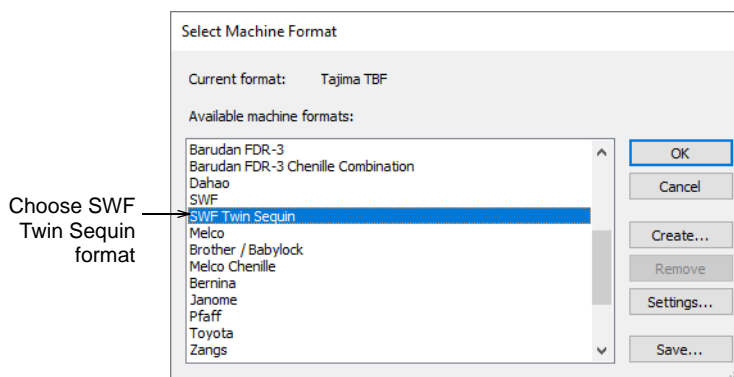 Select Machine Format
Current format: Tajima TBF
Available machine formats:
Barudan FDR-3
Barudan FDR-3 Chenille Combination
Dahao
SWF
SWF Twin Sequin
Melco
Brother / Babylock
Melco Chenille
Bernina
Janome
Pfaff
Toyota
Zangs
OK
Cancel
Create...
Remove
Settings...
Save...
Choose SWF
Twin Sequin
format